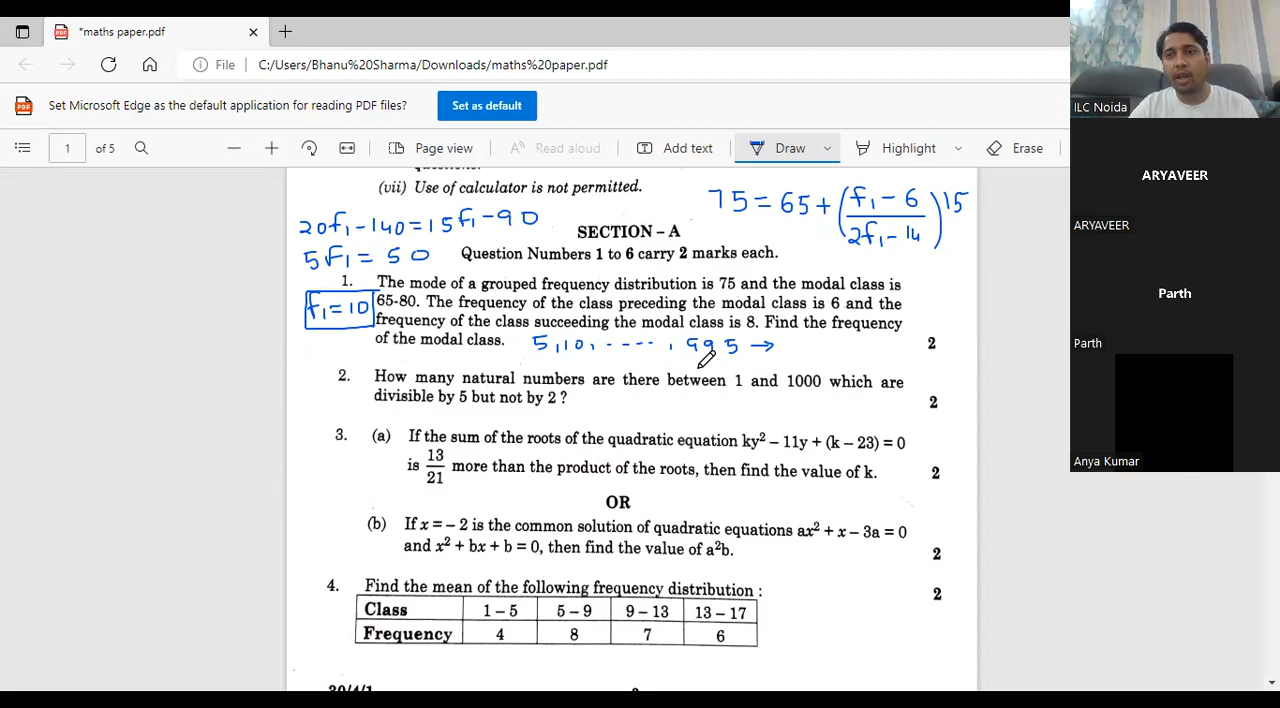 *maths paper.pdf
File C:/Users/Bhanu%20Sharma/Downloads/maths%20paper.pdf
Set Microsoft Edge as the default application for reading PDF files? Set as default
1 of 5 Page view Read aloud Add text Draw Highlight Erase
(vii) Use of calculator is not permitted.
75 = 65 + (f₁ - 6 / 2f₁ - 14) 15
20f₁ - 140 = 15f₁ - 90
5f₁ = 50
f₁ = 10
SECTION – A
Question Numbers 1 to 6 carry 2 marks each.
1. The mode of a grouped frequency distribution is 75 and the modal class is
65-80. The frequency of the class preceding the modal class is 6 and the
frequency of the class succeeding the modal class is 8. Find the frequency
of the modal class. 2
5, 10, - - - - - , 995 →
2. How many natural numbers are there between 1 and 1000 which are
divisible by 5 but not by 2 ? 2
3. (a) If the sum of the roots of the quadratic equation ky² – 11y + (k – 23) = 0
is 13/21 more than the product of the roots, then find the value of k. 2
OR
(b) If x = – 2 is the common solution of quadratic equations ax² + x – 3a = 0
and x² + bx + b = 0, then find the value of a²b. 2
4. Find the mean of the following frequency distribution : 2
Class 1 – 5 5 – 9 9 – 13 13 – 17
Frequency 4 8 7 6
ILC Noida
ARYAVEER
ARYAVEER
Parth
Parth
Anya Kumar